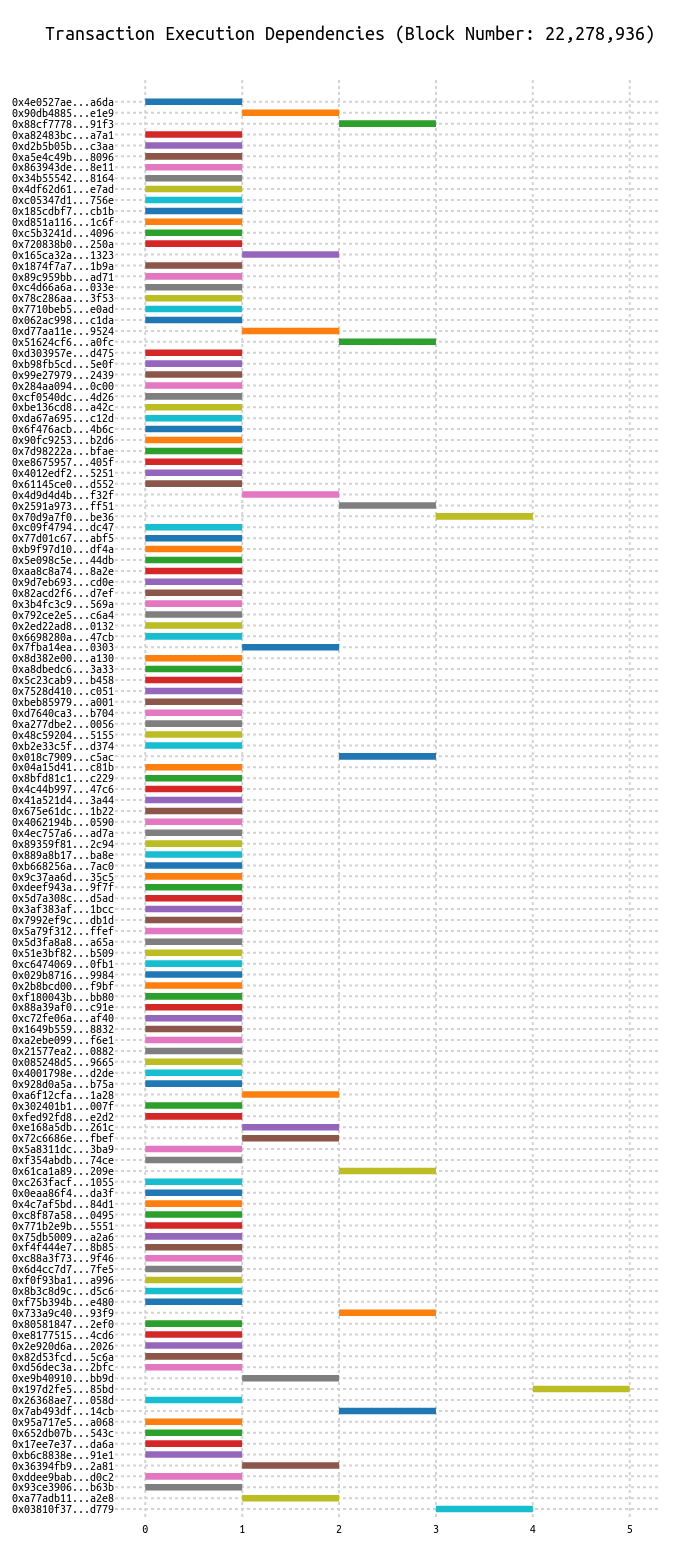 Transaction Execution Dependencies (Block Number: 22,278,936)
0x4e0527ae...a6da
0x90db4885...e1e9
0x88cf7778...91f3
0xa82483bc...a7a1
0xd2b5b05b...c3aa
0xa5e4c49b...8096
0x863943de...8e11
0x34b55542...8164
0x4df62d61...e7ad
0xc05347d1...756e
0x185cdbf7...cb1b
0xd851a116...1c6f
0xc5b3241d...4096
0x720838b0...250a
0x165ca32a...1323
0x1874f7a7...1b9a
0x89c959bb...ad71
0xc4d66a6a...033e
0x78c286aa...3f53
0x7710beb5...e0ad
0x062ac998...c1da
0xd77aa11e...9524
0x51624cf6...a0fc
0xd303957e...d475
0xb98fb5cd...5e0f
0x99e27979...2439
0x284aa094...0c00
0xcf0540dc...4d26
0xbe136cd8...a42c
0xda67a695...c12d
0x6f476acb...4b6c
0x90fc9253...b2d6
0x7d98222a...bfae
0xe8675957...405f
0x4012edf2...5251
0x61145ce0...d552
0x4d9d4d4b...f32f
0x2591a973...ff51
0x70d9a7f0...be36
0xc09f4794...dc47
0x77d01c67...abf5
0xb9f97d10...df4a
0x5e098c5e...44db
0xaa8c8a74...8a2e
0x9d7eb693...cd0e
0x82acd2f6...d7ef
0x3b4fc3c9...569a
0x792ce2e5...c6a4
0x2ed22ad8...0132
0x6698280a...47cb
0x7fba14ea...0303
0x8d382e00...a130
0xa8dbedc6...3a33
0x5c23cab9...b458
0x7528d410...c051
0xbeb85979...a001
0xd7640ca3...b704
0xa277dbe2...0056
0x48c59204...5155
0xb2e33c5f...d374
0x018c7909...c5ac
0x04a15d41...c81b
0x8bfd81c1...c229
0x4c44b997...47c6
0x41a521d4...3a44
0x675e61dc...1b22
0x4062194b...0590
0x4ec757a6...ad7a
0x89359f81...2c94
0x889a8b17...ba8e
0xb668256a...7ac0
0x9c37aa6d...35c5
0xdeef943a...9f7f
0x5d7a308c...d5ad
0x3af383af...1bcc
0x7992ef9c...db1d
0x5a79f312...ffef
0x5d3fa8a8...a65a
0x51e3bf82...b509
0xc6474069...0fb1
0x029b8716...9984
0x2b8bcd00...f9bf
0xf180043b...bb80
0x88a39af0...c91e
0xc72fe06a...af40
0x1649b559...8832
0xa2ebe099...f6e1
0x21577ea2...0882
0x085248d5...9665
0x4001798e...d2de
0x928d0a5a...b75a
0xa6f12cfa...1a28
0x302401b1...007f
0xfed92fd8...e2d2
0xe168a5db...261c
0x72c6686e...fbef
0x5a8311dc...3ba9
0xf354abdb...74ce
0x61ca1a89...209e
0xc263facf...1055
0x0eaa86f4...da3f
0x4c7af5bd...84d1
0xc8f87a58...0495
0x771b2e9b...5551
0x75db5009...a2a6
0xf4f444e7...8b85
0xc88a3f73...9f46
0x6d4cc7d7...7fe5
0xf0f93ba1...a996
0x8b3c8d9c...d5c6
0xf75b394b...e480
0x733a9c40...93f9
0x80581847...2ef0
0xe8177515...4cd6
0x2e920d6a...2026
0x82d53fcd...5c6a
0xd56dec3a...2bfc
0xe9b40910...bb9d
0x197d2fe5...85bd
0x26368ae7...058d
0x7ab493df...14cb
0x95a717e5...a068
0x652db07b...543c
0x17ee7e37...da6a
0xb6c8838e...91e1
0x36394fb9...2a81
0xddee9bab...d0c2
0x93ce3906...b63b
0xa77adb11...a2e8
0x03810f37...d779
0 1 2 3 4 5